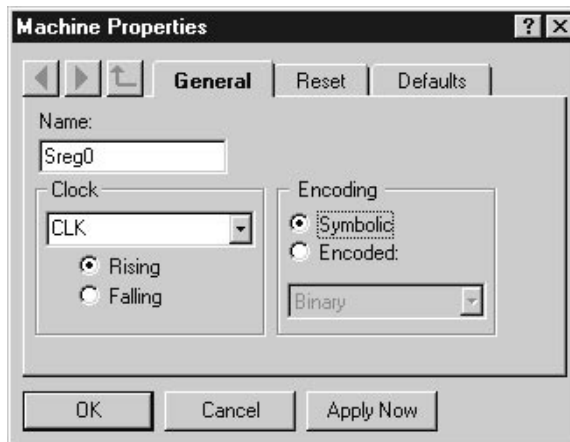 Machine Properties
General Reset Defaults
Name:
Sreg0
Clock
CLK
Rising
Falling
Encoding
Symbolic
Encoded:
Binary
OK Cancel Apply Now